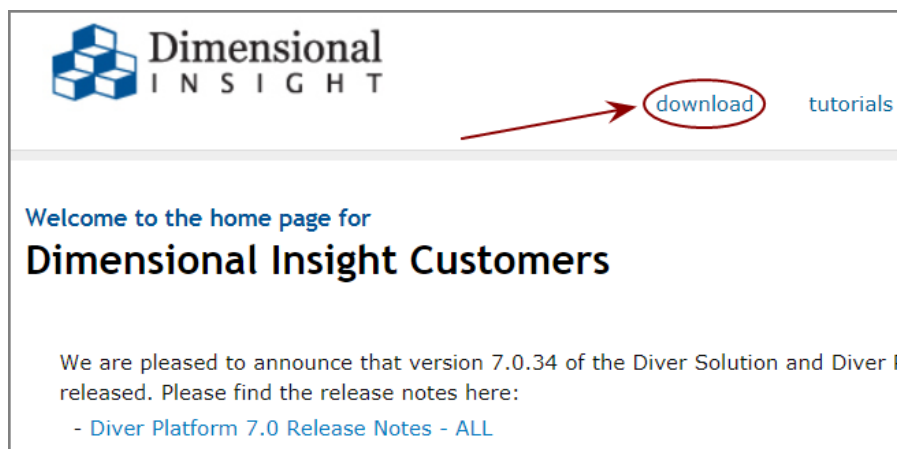 Dimensional
INSIGHT
download tutorials
Welcome to the home page for
Dimensional Insight Customers
We are pleased to announce that version 7.0.34 of the Diver Solution and Diver
released. Please find the release notes here:
- Diver Platform 7.0 Release Notes - ALL